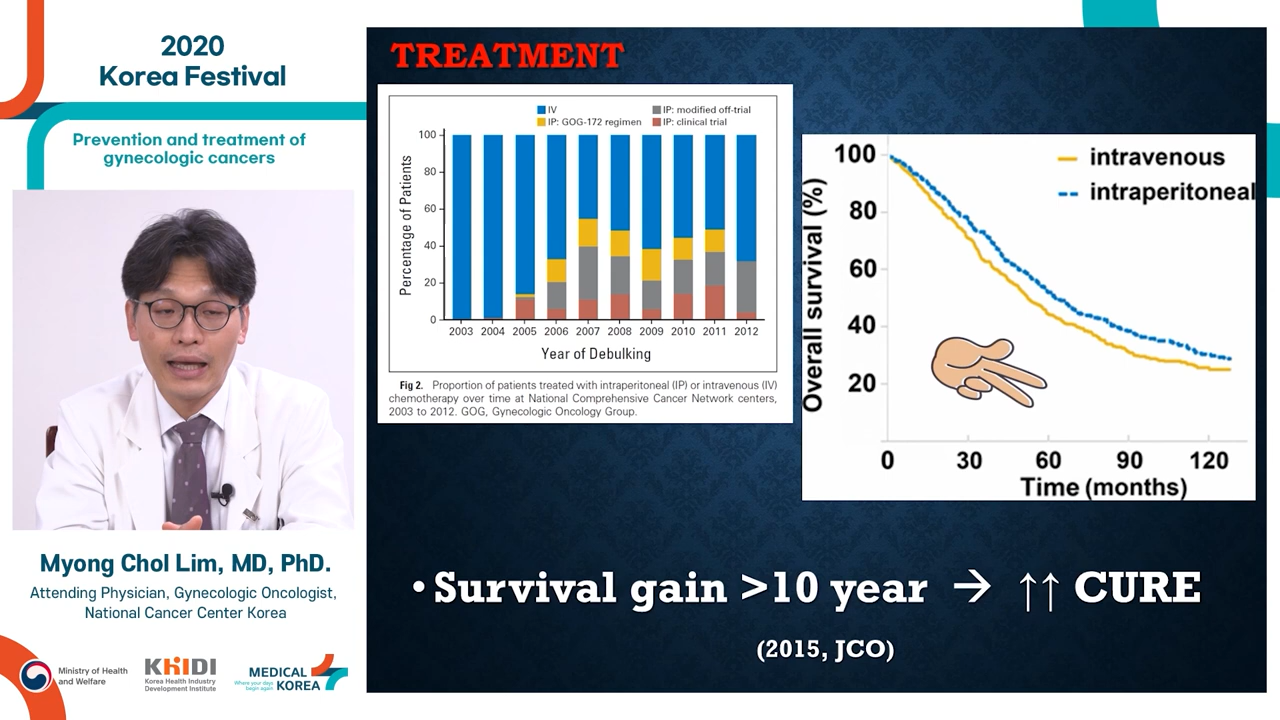 2020
Korea Festival
Prevention and treatment of
gynecologic cancers
Myong Chol Lim, MD, PhD.
Attending Physician, Gynecologic Oncologist,
National Cancer Center Korea
Ministry of Health
and Welfare
KHIDI
Korea Health Industry
Development Institute
MEDICAL
KOREA
Where your days
begin again
TREATMENT
IV
IP: modified off-trial
IP: GOG-172 regimen
IP: clinical trial
Percentage of Patients
100
80
60
40
20
0
2003 2004 2005 2006 2007 2008 2009 2010 2011 2012
Year of Debulking
Fig 2. Proportion of patients treated with intraperitoneal (IP) or intravenous (IV)
chemotherapy over time at National Comprehensive Cancer Network centers,
2003 to 2012. GOG, Gynecologic Oncology Group.
intravenous
intraperitoneal
Overall survival (%)
100
80
60
40
20
0 30 60 90 120
Time (months)
• Survival gain >10 year → ↑↑ CURE
(2015, JCO)